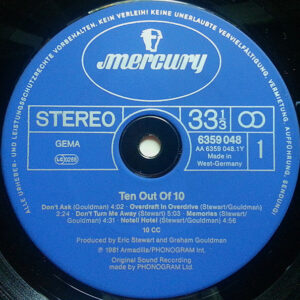 ALLE URHEBER- UND LEISTUNGSSCHUTZRECHTE VORBEHALTEN. KEIN VERLEIH! KEINE UNERLAUBTE VERVIELFÄLTIGUNG, VERMIETUNG, AUFFÜHRUNG, SENDUNG!
mercury
STEREO
33 1/3
GEMA
6359 048
AA 6359 048.1Y
Made in
West-Germany
1
Ten Out Of 10
Don't Ask (Gouldman) 4:02 · Overdraft In Overdrive (Stewart/Gouldman)
2:24 · Don't Turn Me Away (Stewart) 5:03 · Memories (Stewart/
Gouldman) 4:31 · Notell Hotel (Stewart/Gouldman) 4:56
10 CC
Produced by Eric Stewart and Graham Gouldman
℗ 1981 Armadilla/PHONOGRAM Int.
Original Sound Recording
made by PHONOGRAM Ltd.